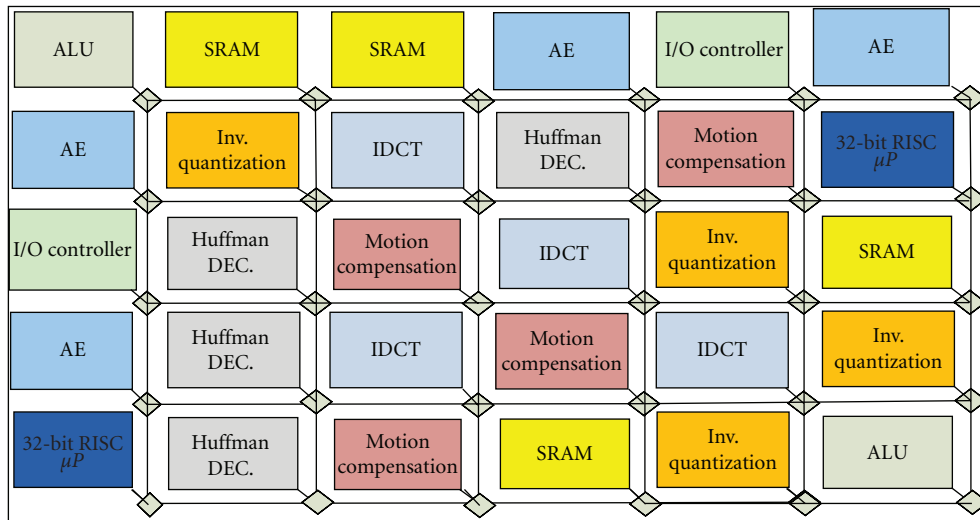 ALU
SRAM
SRAM
AE
I/O controller
AE
AE
Inv.
quantization
IDCT
Huffman
DEC.
Motion
compensation
32-bit RISC
μP
I/O controller
Huffman
DEC.
Motion
compensation
IDCT
Inv.
quantization
SRAM
AE
Huffman
DEC.
IDCT
Motion
compensation
IDCT
Inv.
quantization
32-bit RISC
μP
Huffman
DEC.
Motion
compensation
SRAM
Inv.
quantization
ALU